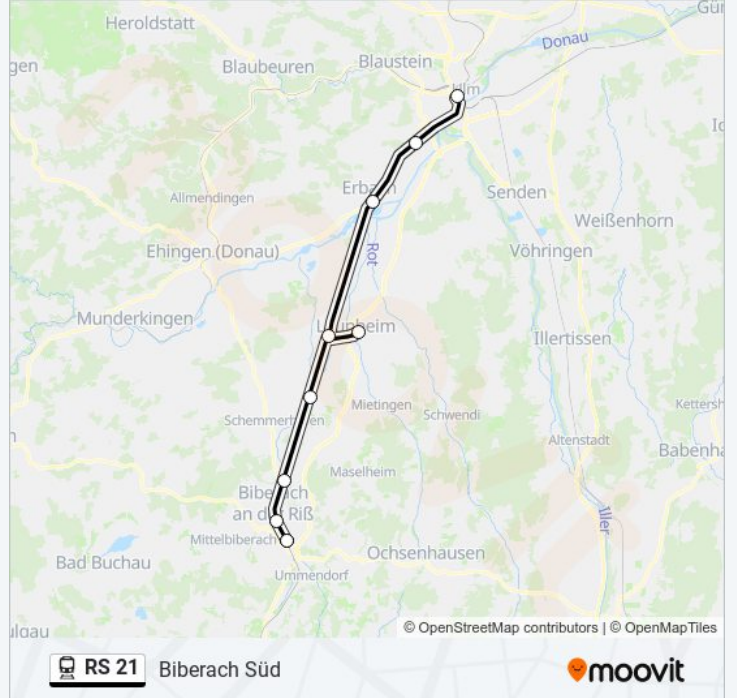 Heroldstatt
Gün
Donau
Blaustein
gen
Blaubeuren
Ulm
Allmendingen
Erbach
Senden
Weißenhorn
Ehingen (Donau)
Rot
Vöhringen
Munderkingen
Laupheim
Illertissen
Mietingen
Schwendi
Kettersh
Schemmerhofen
Altenstadt
Babenha
Maselheim
Biberach
an der Riß
Iller
Mittelbiberach
Ochsenhausen
Bad Buchau
Ummendorf
ulgau
© OpenStreetMap contributors | © OpenMapTiles
RS 21 Biberach Süd
moovit